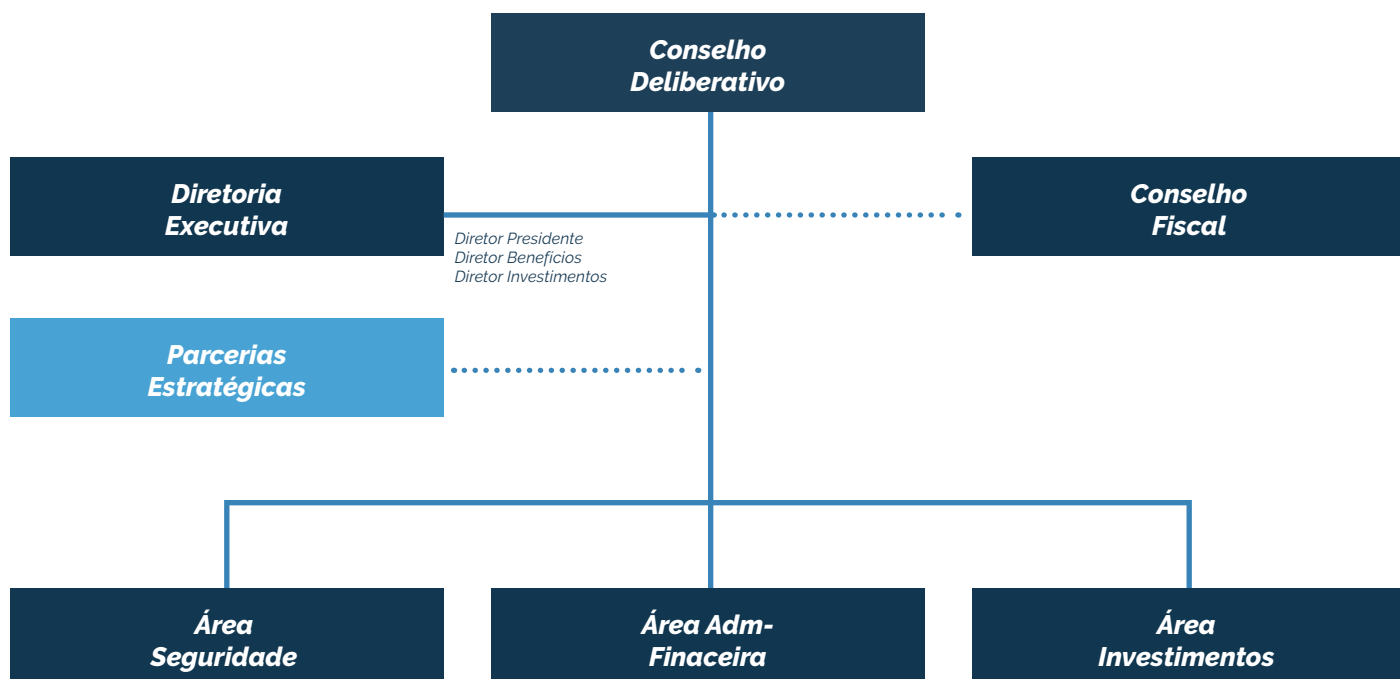 Conselho
Deliberativo
Diretoria
Executiva
Conselho
Fiscal
Diretor Presidente
Diretor Benefícios
Diretor Investimentos
Parcerias
Estratégicas
Área
Seguridade
Área Adm-
Finaceira
Área
Investimentos